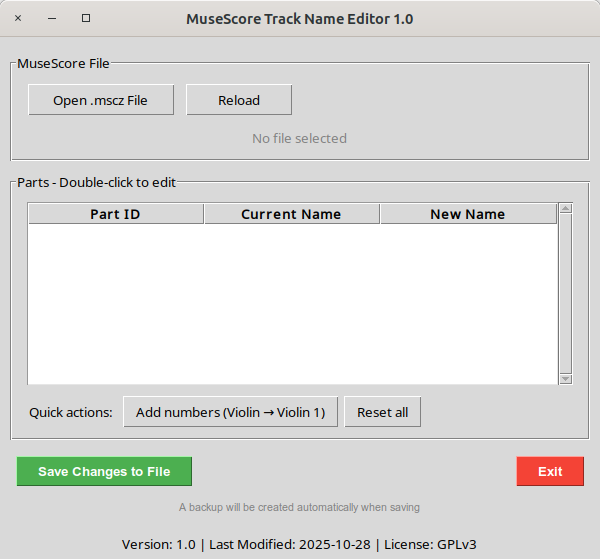 MuseScore Track Name Editor 1.0
MuseScore File
Open .mscz File Reload
No file selected
Parts - Double-click to edit
Part ID Current Name New Name
Quick actions: Add numbers (Violin → Violin 1) Reset all
Save Changes to File Exit
A backup will be created automatically when saving
Version: 1.0 | Last Modified: 2025-10-28 | License: GPLv3